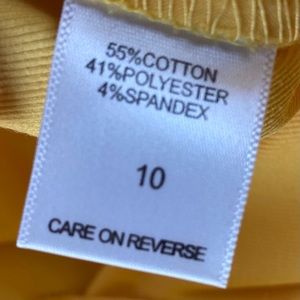 55%COTTON
41%POLYESTER
4%SPANDEX
10
CARE ON REVERSE